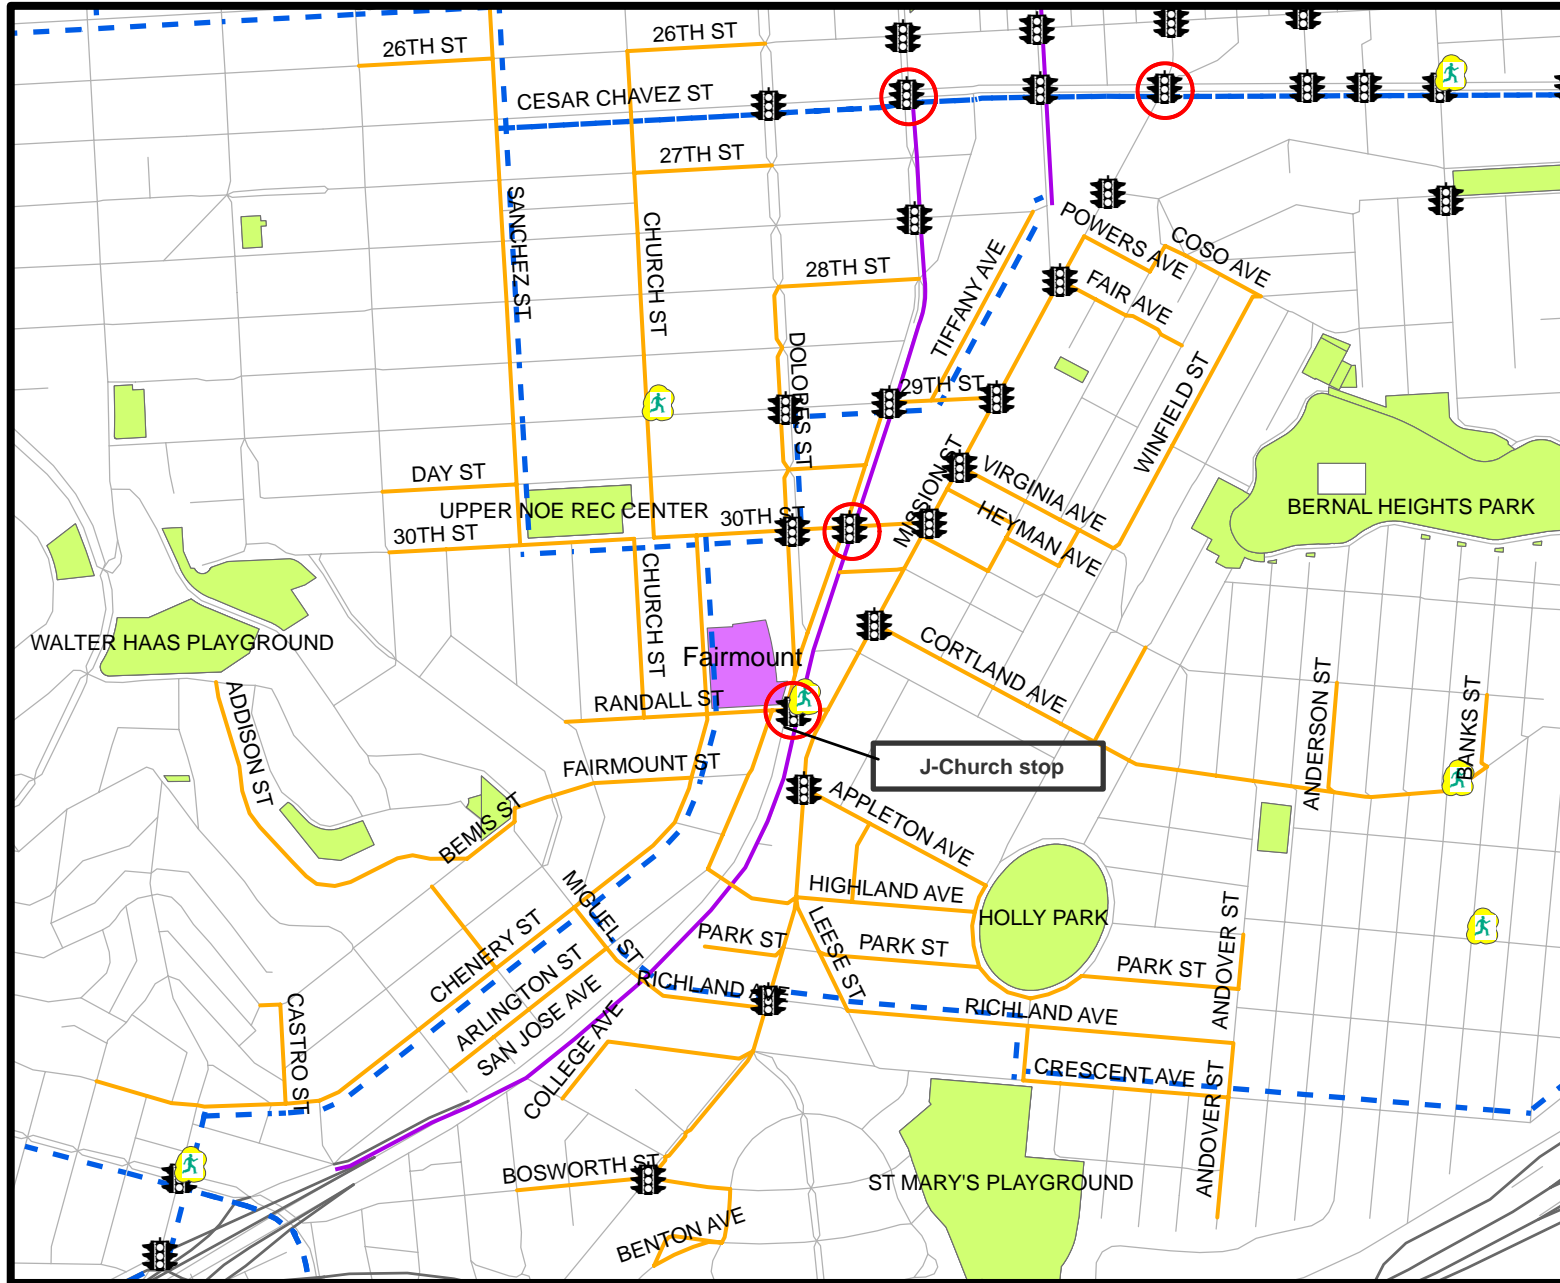 26TH ST
26TH ST
CESAR CHAVEZ ST
27TH ST
SANCHEZ ST
CHURCH ST
POWERS AVE
COSO AVE
28TH ST
TIFFANY AVE
FAIR AVE
DOLORES ST
29TH ST
WINFIELD ST
DAY ST
MISSION ST
VIRGINIA AVE
UPPER NOE REC CENTER
30TH ST
HEYMAN AVE
BERNAL HEIGHTS PARK
30TH ST
CHURCH ST
WALTER HAAS PLAYGROUND
Fairmount
CORTLAND AVE
ADDISON ST
RANDALL ST
ANDERSON ST
BANKS ST
FAIRMOUNT ST
J-Church stop
BEMIS ST
APPLETON AVE
MIGUEL ST
HIGHLAND AVE
HOLLY PARK
CHENERY ST
PARK ST
LEESE ST
PARK ST
PARK ST
ANDOVER ST
ARLINGTON ST
SAN JOSE AVE
RICHLAND AVE
RICHLAND AVE
CASTRO ST
COLLEGE AVE
CRESCENT AVE
ANDOVER ST
BOSWORTH ST
ST MARY'S PLAYGROUND
BENTON AVE